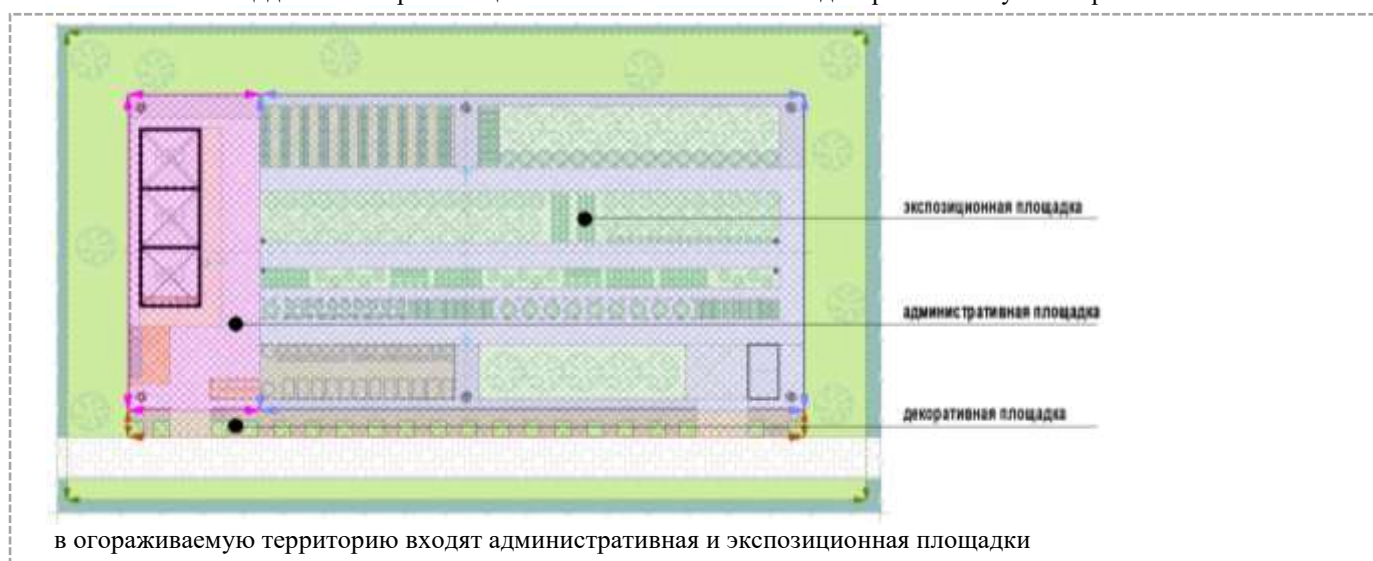 экспозиционная площадка
административная площадка
декоративная площадка
в огораживаемую территорию входят административная и экспозиционная площадки